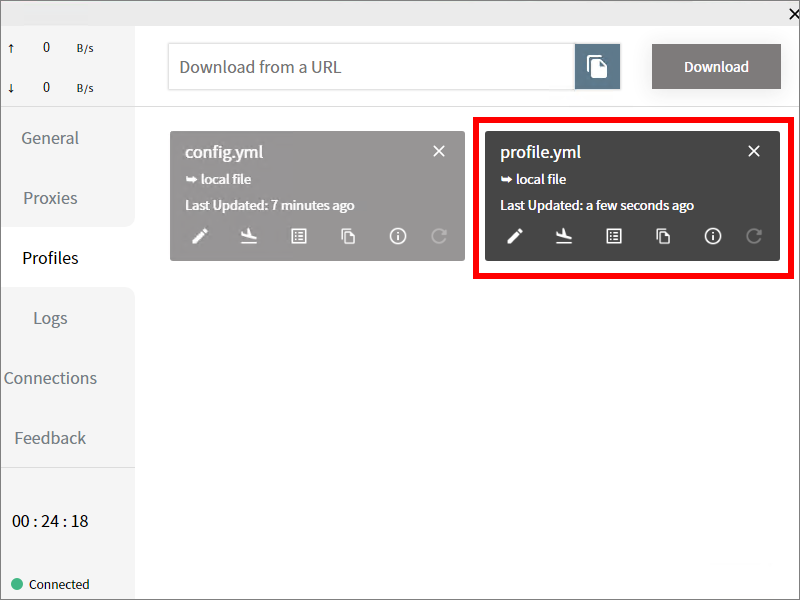 ↑ 0 B/s
↓ 0 B/s
Download from a URL
Download
General
Proxies
Profiles
Logs
Connections
Feedback
00 : 24 : 18
Connected
config.yml
local file
Last Updated: 7 minutes ago
profile.yml
local file
Last Updated: a few seconds ago